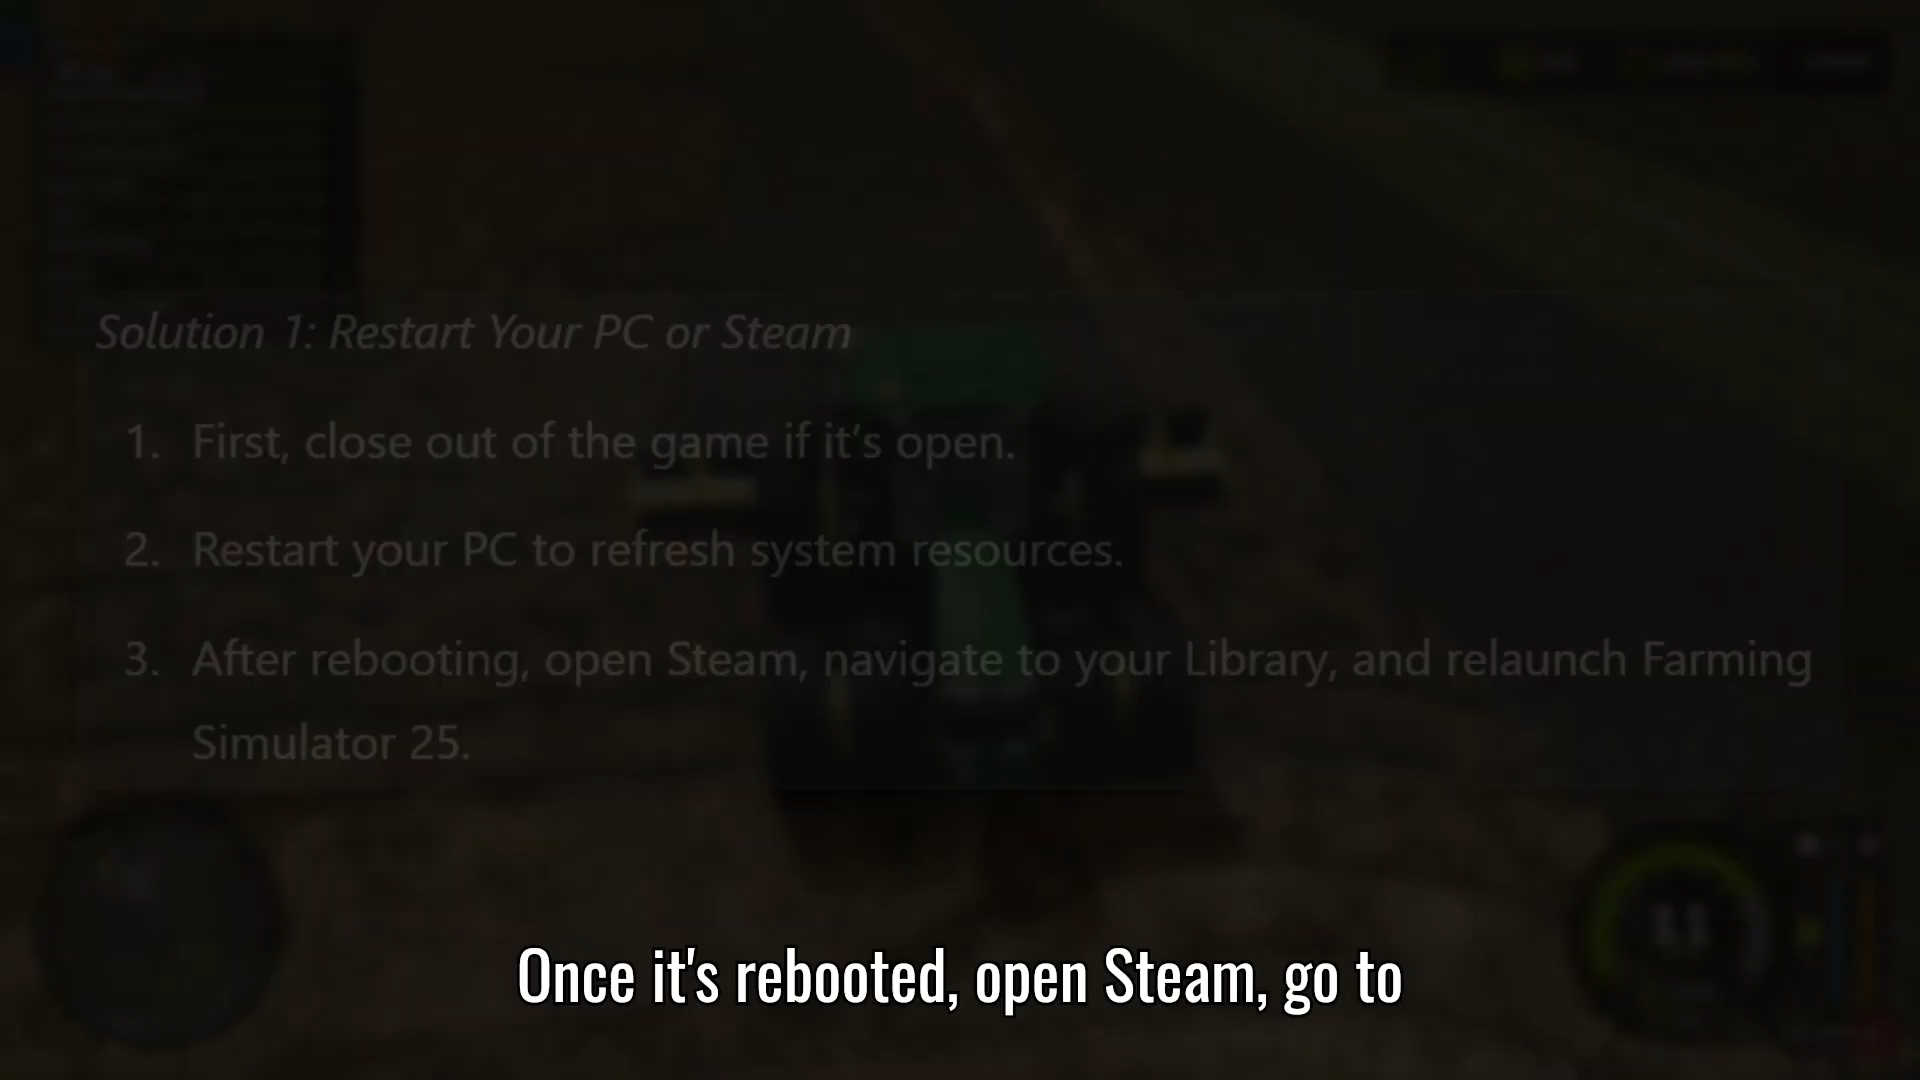 Solution 1: Restart Your PC or Steam
1. First, close out of the game if it's open.
2. Restart your PC to refresh system resources.
3. After rebooting, open Steam, navigate to your Library, and relaunch Farming
Simulator 25.
Once it's rebooted, open Steam, go to